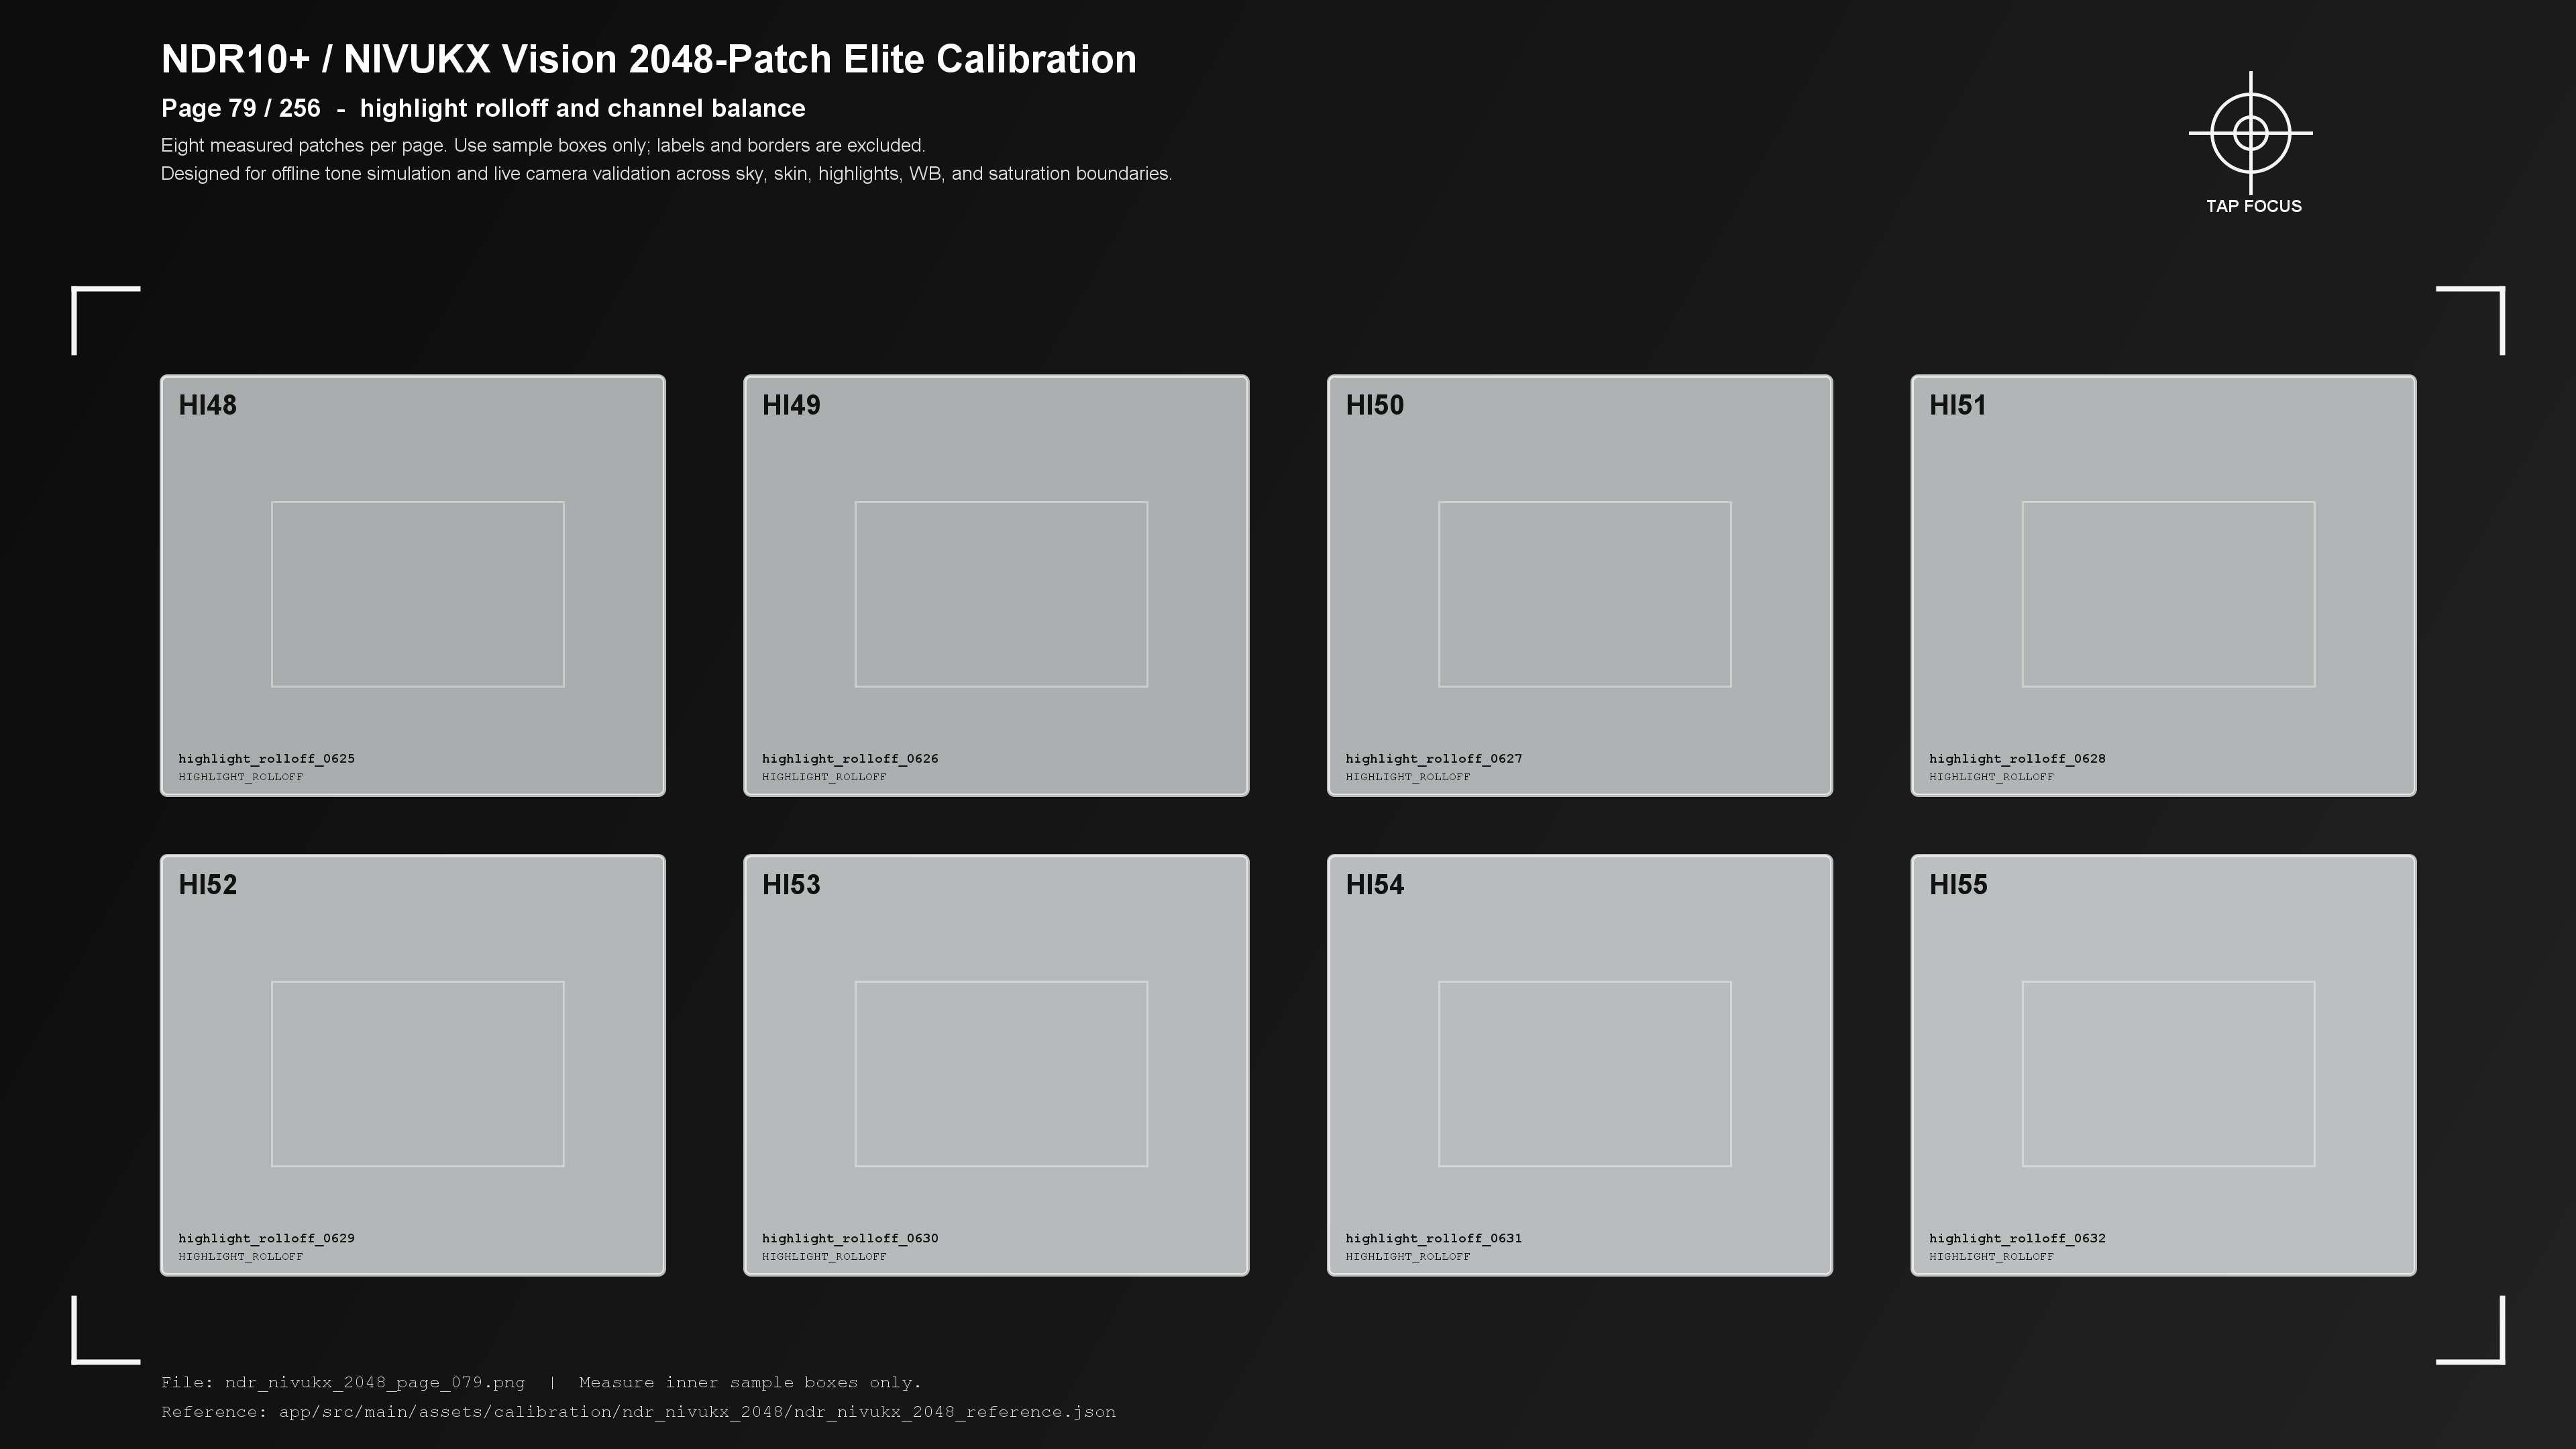 NDR10+ / NIVUKX Vision 2048-Patch Elite Calibration
Page 79 / 256 - highlight rolloff and channel balance
Eight measured patches per page. Use sample boxes only; labels and borders are excluded.
Designed for offline tone simulation and live camera validation across sky, skin, highlights, WB, and saturation boundaries.
TAP FOCUS
HI48
highlight_rolloff_0625
HIGHLIGHT_ROLLOFF
HI49
highlight_rolloff_0626
HIGHLIGHT_ROLLOFF
HI50
highlight_rolloff_0627
HIGHLIGHT_ROLLOFF
HI51
highlight_rolloff_0628
HIGHLIGHT_ROLLOFF
HI52
highlight_rolloff_0629
HIGHLIGHT_ROLLOFF
HI53
highlight_rolloff_0630
HIGHLIGHT_ROLLOFF
HI54
highlight_rolloff_0631
HIGHLIGHT_ROLLOFF
HI55
highlight_rolloff_0632
HIGHLIGHT_ROLLOFF
File: ndr_nivukx_2048_page_079.png | Measure inner sample boxes only.
Reference: app/src/main/assets/calibration/ndr_nivukx_2048/ndr_nivukx_2048_reference.json